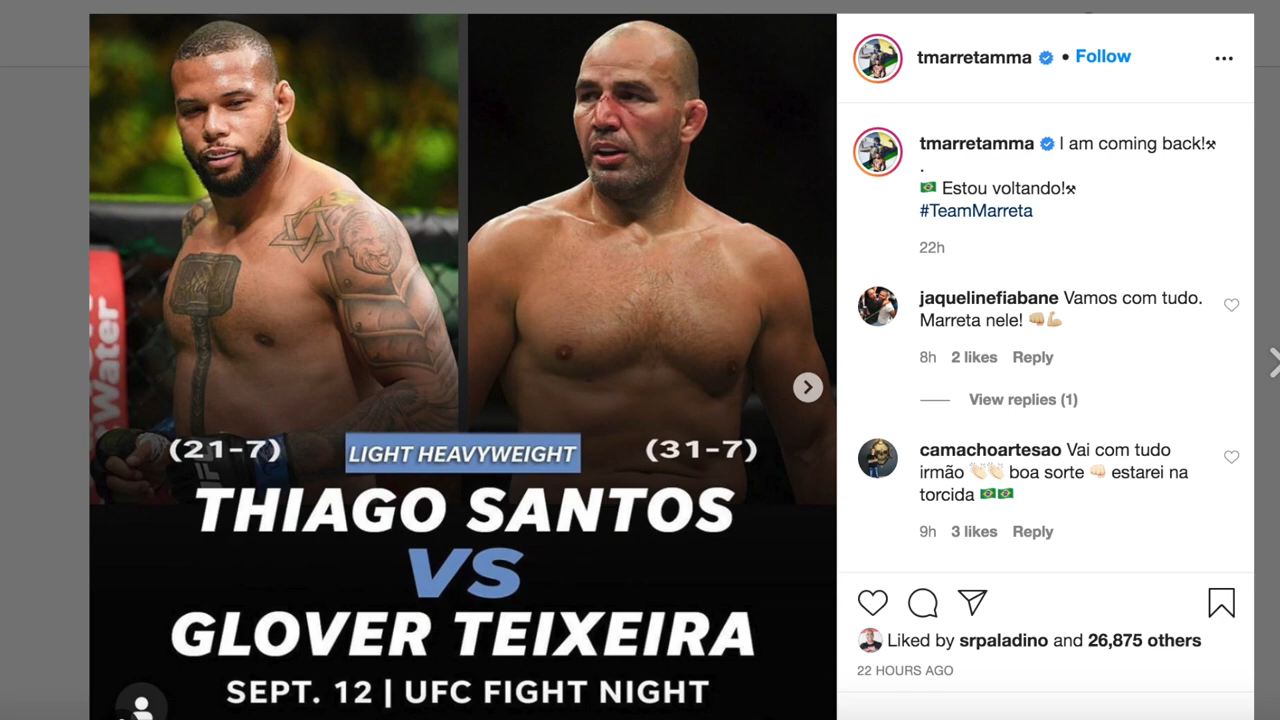 tmarretamma • Follow
tmarretamma I am coming back!⚒
.
🇧🇷 Estou voltando!⚒
#TeamMarreta
22h
jaquelinefiabane Vamos com tudo.
Marreta nele! 👊🏼💪🏼
8h 2 likes Reply
View replies (1)
camachoartesao Vai com tudo
irmão 👏🏻👏🏻 boa sorte 👊🏻 estarei na
torcida 🇧🇷🇧🇷
9h 3 likes Reply
Liked by srpaladino and 26,875 others
22 HOURS AGO
Water
(21-7)
LIGHT HEAVYWEIGHT
(31-7)
THIAGO SANTOS
VS
GLOVER TEIXEIRA
SEPT. 12 | UFC FIGHT NIGHT